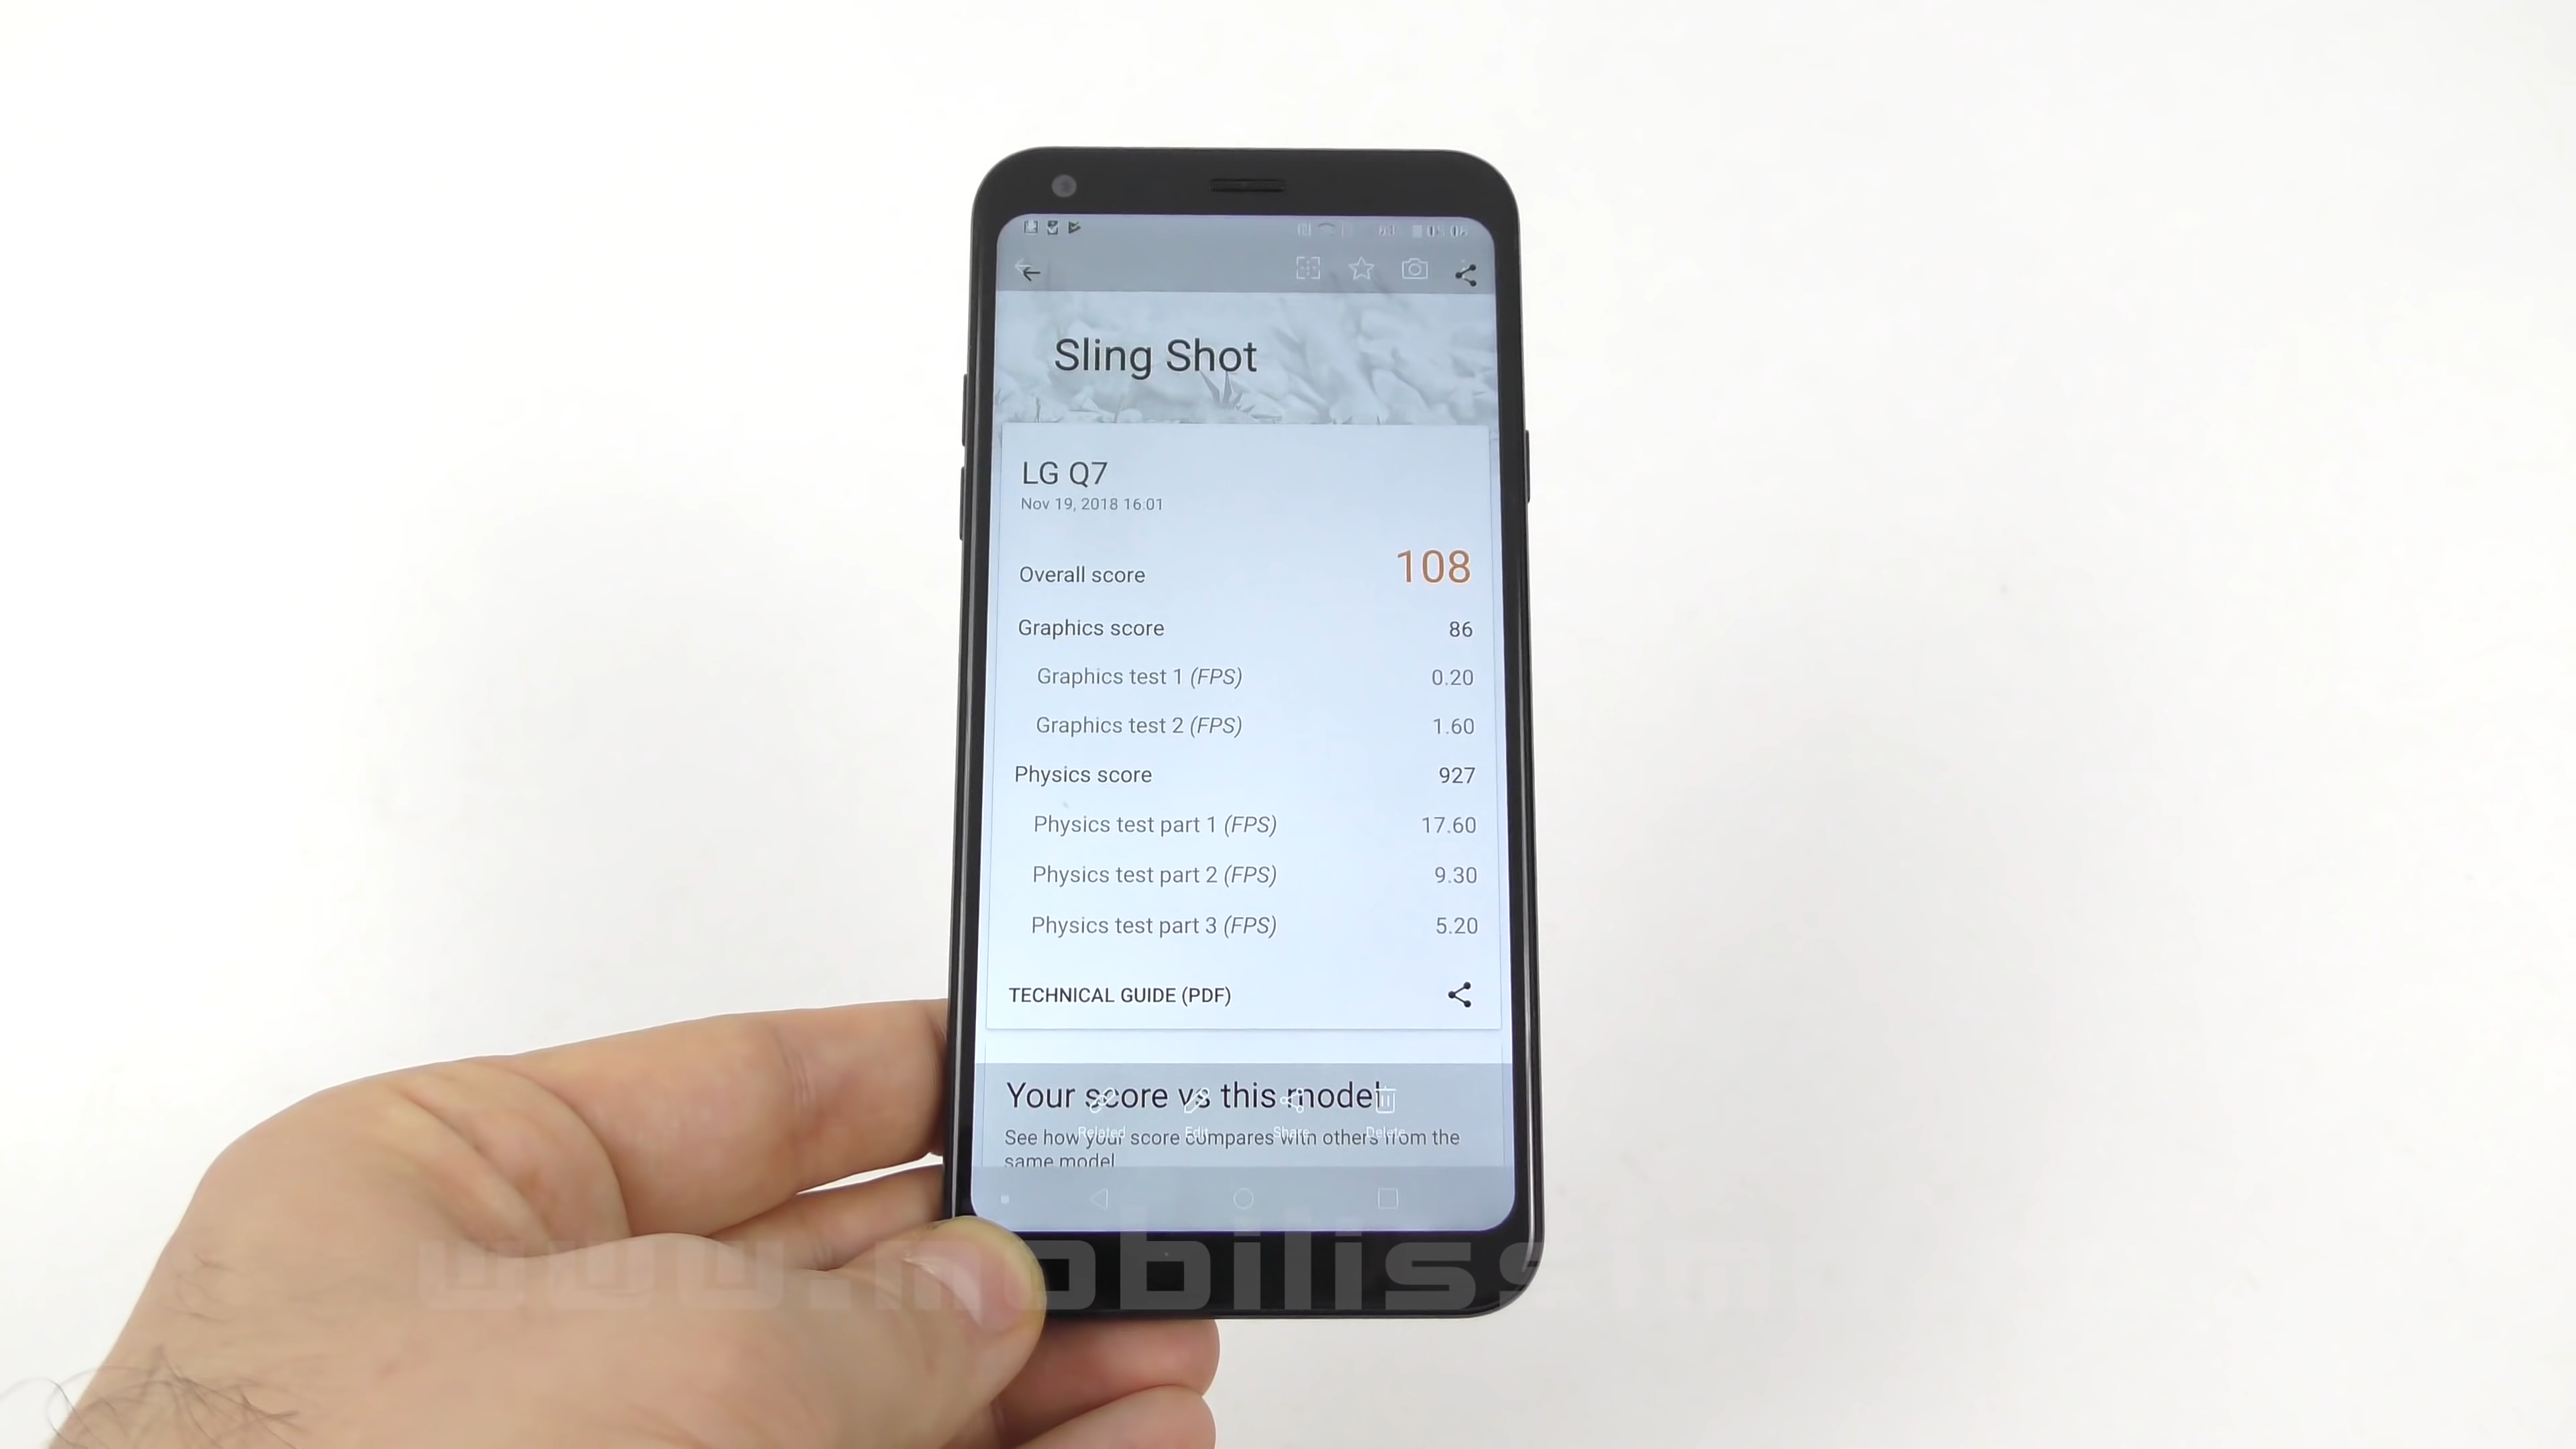 Sling Shot
LG Q7
Nov 19, 2018 16:01
Overall score 108
Graphics score 86
Graphics test 1 (FPS) 0.20
Graphics test 2 (FPS) 1.60
Physics score 927
Physics test part 1 (FPS) 17.60
Physics test part 2 (FPS) 9.30
Physics test part 3 (FPS) 5.20
TECHNICAL GUIDE (PDF)
Your score vs this model
Related Edit Share Delete
See how your score compares with others from the
same model
www.mobilissim